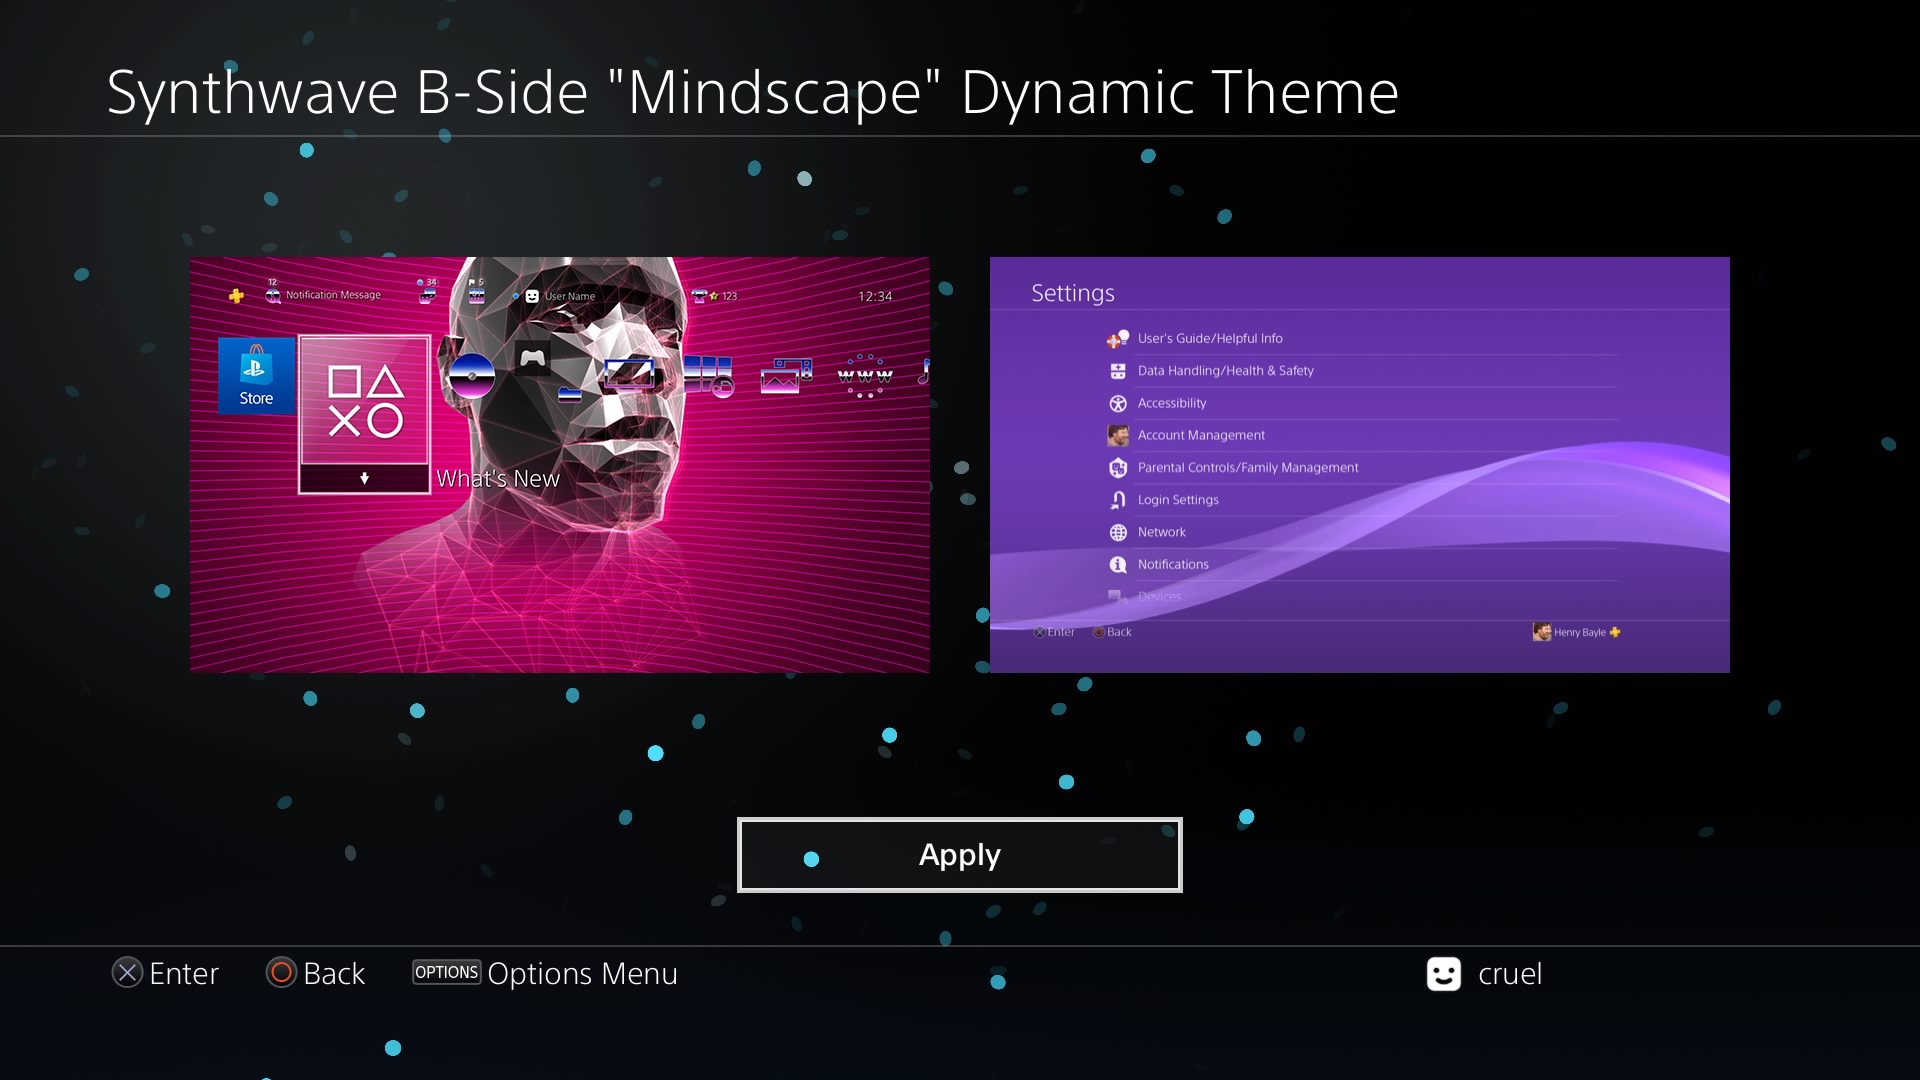 Synthwave B-Side "Mindscape" Dynamic Theme
12
Notification Message
34
5
User Name
123
12:34
Store
What's New
www
Settings
User's Guide/Helpful Info
Data Handling/Health & Safety
Accessibility
Account Management
Parental Controls/Family Management
Login Settings
Network
Notifications
Devices
Enter
Back
Henry Bayle
Apply
Enter
Back
OPTIONS Options Menu
cruel